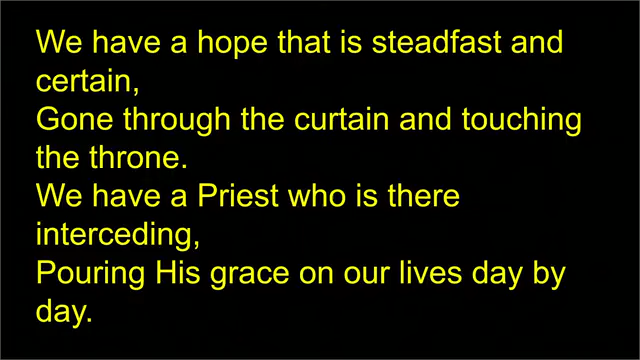 We have a hope that is steadfast and
certain,
Gone through the curtain and touching
the throne.
We have a Priest who is there
interceding,
Pouring His grace on our lives day by
day.